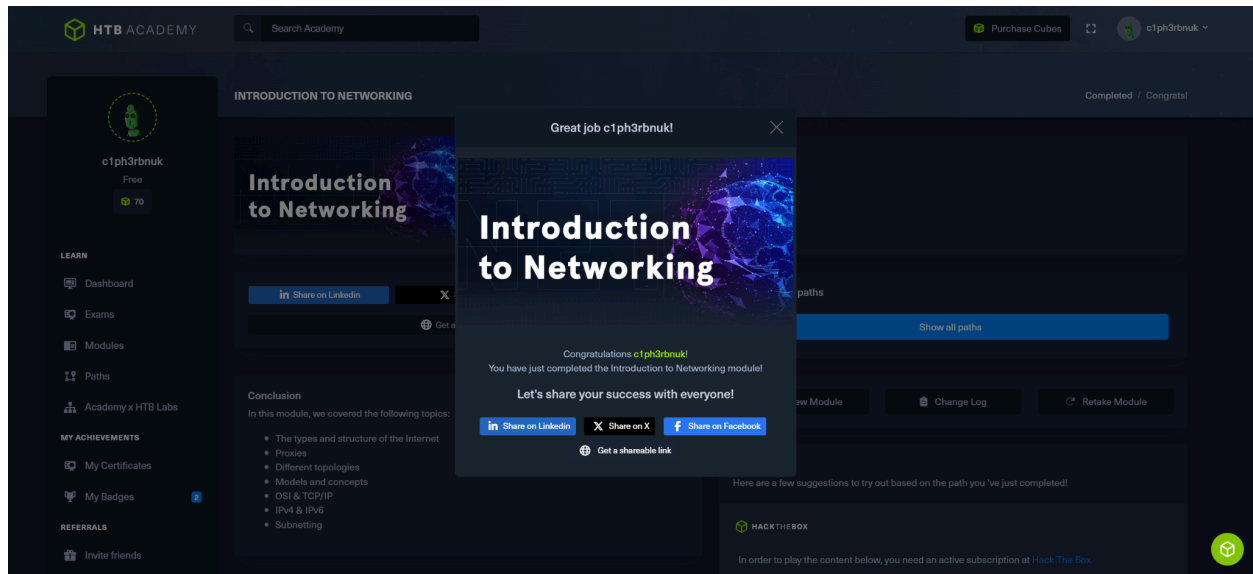 HTB ACADEMY
Search Academy
Purchase Cubes
c1ph3rbnuk
c1ph3rbnuk
Free
70
LEARN
Dashboard
Exams
Modules
Paths
Academy x HTB Labs
MY ACHIEVEMENTS
My Certificates
My Badges 2
REFERRALS
Invite friends
INTRODUCTION TO NETWORKING
Completed / Congrats!
Introduction
to Networking
in Share on Linkedin
X
Get a
Conclusion
In this module, we covered the following topics:
The types and structure of the Internet
Proxies
Different topologies
Models and concepts
OSI & TCP/IP
IPv4 & IPv6
Subnetting
Great job c1ph3rbnuk!
Introduction
to Networking
Congratulations c1ph3rbnuk!
You have just completed the Introduction to Networking module!
Let's share your success with everyone!
in Share on Linkedin
X Share on X
f Share on Facebook
Get a shareable link
paths
Show all paths
Module
Change Log
Retake Module
Here are a few suggestions to try out based on the path you 've just completed!
HACKTHEBOX
In order to play the content below, you need an active subscription at Hack The Box